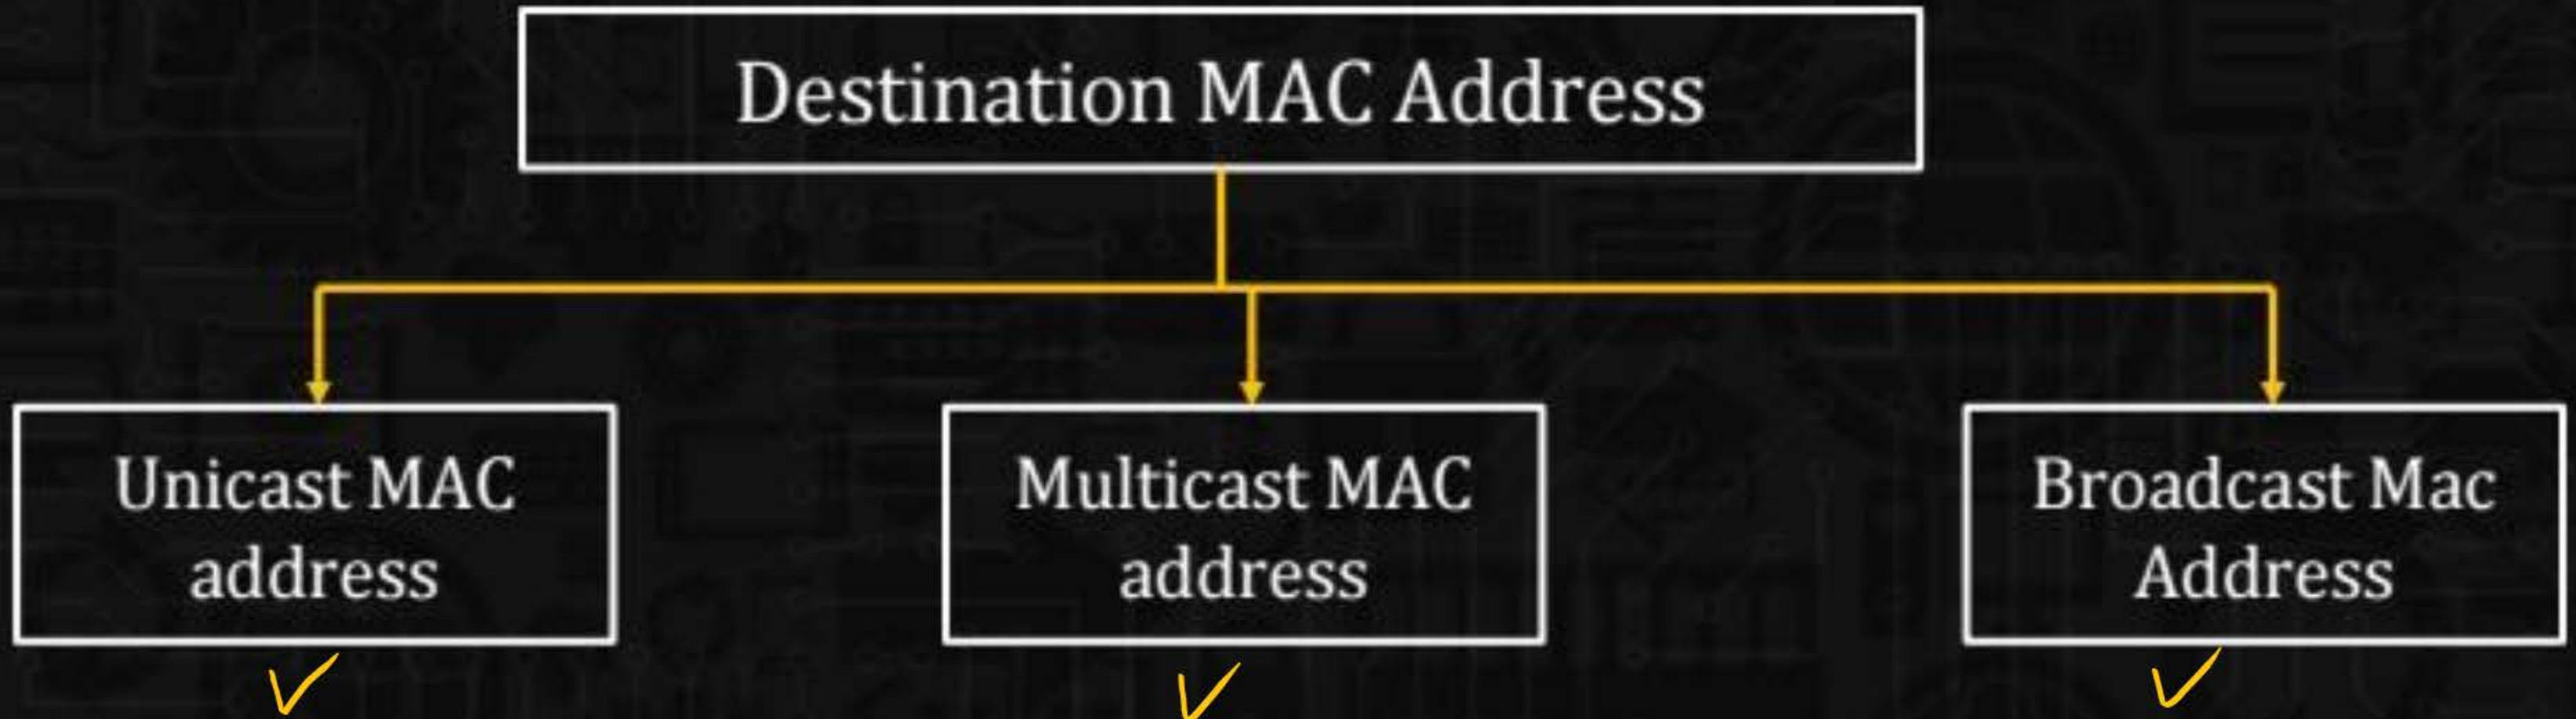 Destination MAC Address
Unicast MAC
address
Multicast MAC
address
Broadcast Mac
Address